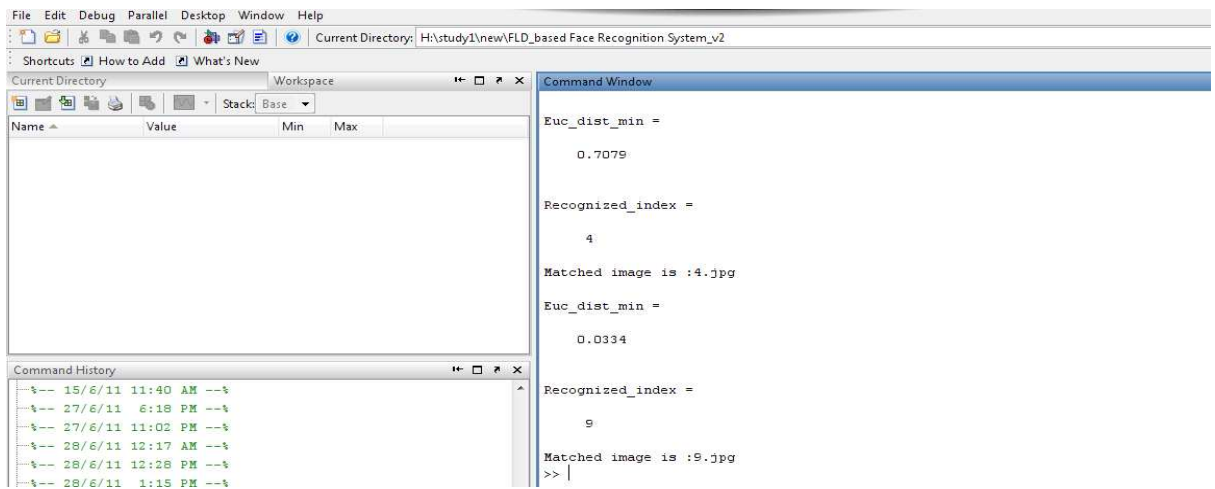 File Edit Debug Parallel Desktop Window Help
Current Directory: H:\study1\new\FLD_based Face Recognition System_v2
Shortcuts How to Add What's New
Current Directory Workspace
Stack: Base
Name Value Min Max
Command History
%-- 15/6/11 11:40 AM --%
%-- 27/6/11 6:18 PM --%
%-- 27/6/11 11:02 PM --%
%-- 28/6/11 12:17 AM --%
%-- 28/6/11 12:28 PM --%
%-- 28/6/11 1:15 PM --%
Command Window
Euc_dist_min =
0.7079
Recognized_index =
4
Matched image is :4.jpg
Euc_dist_min =
0.0334
Recognized_index =
9
Matched image is :9.jpg
>>